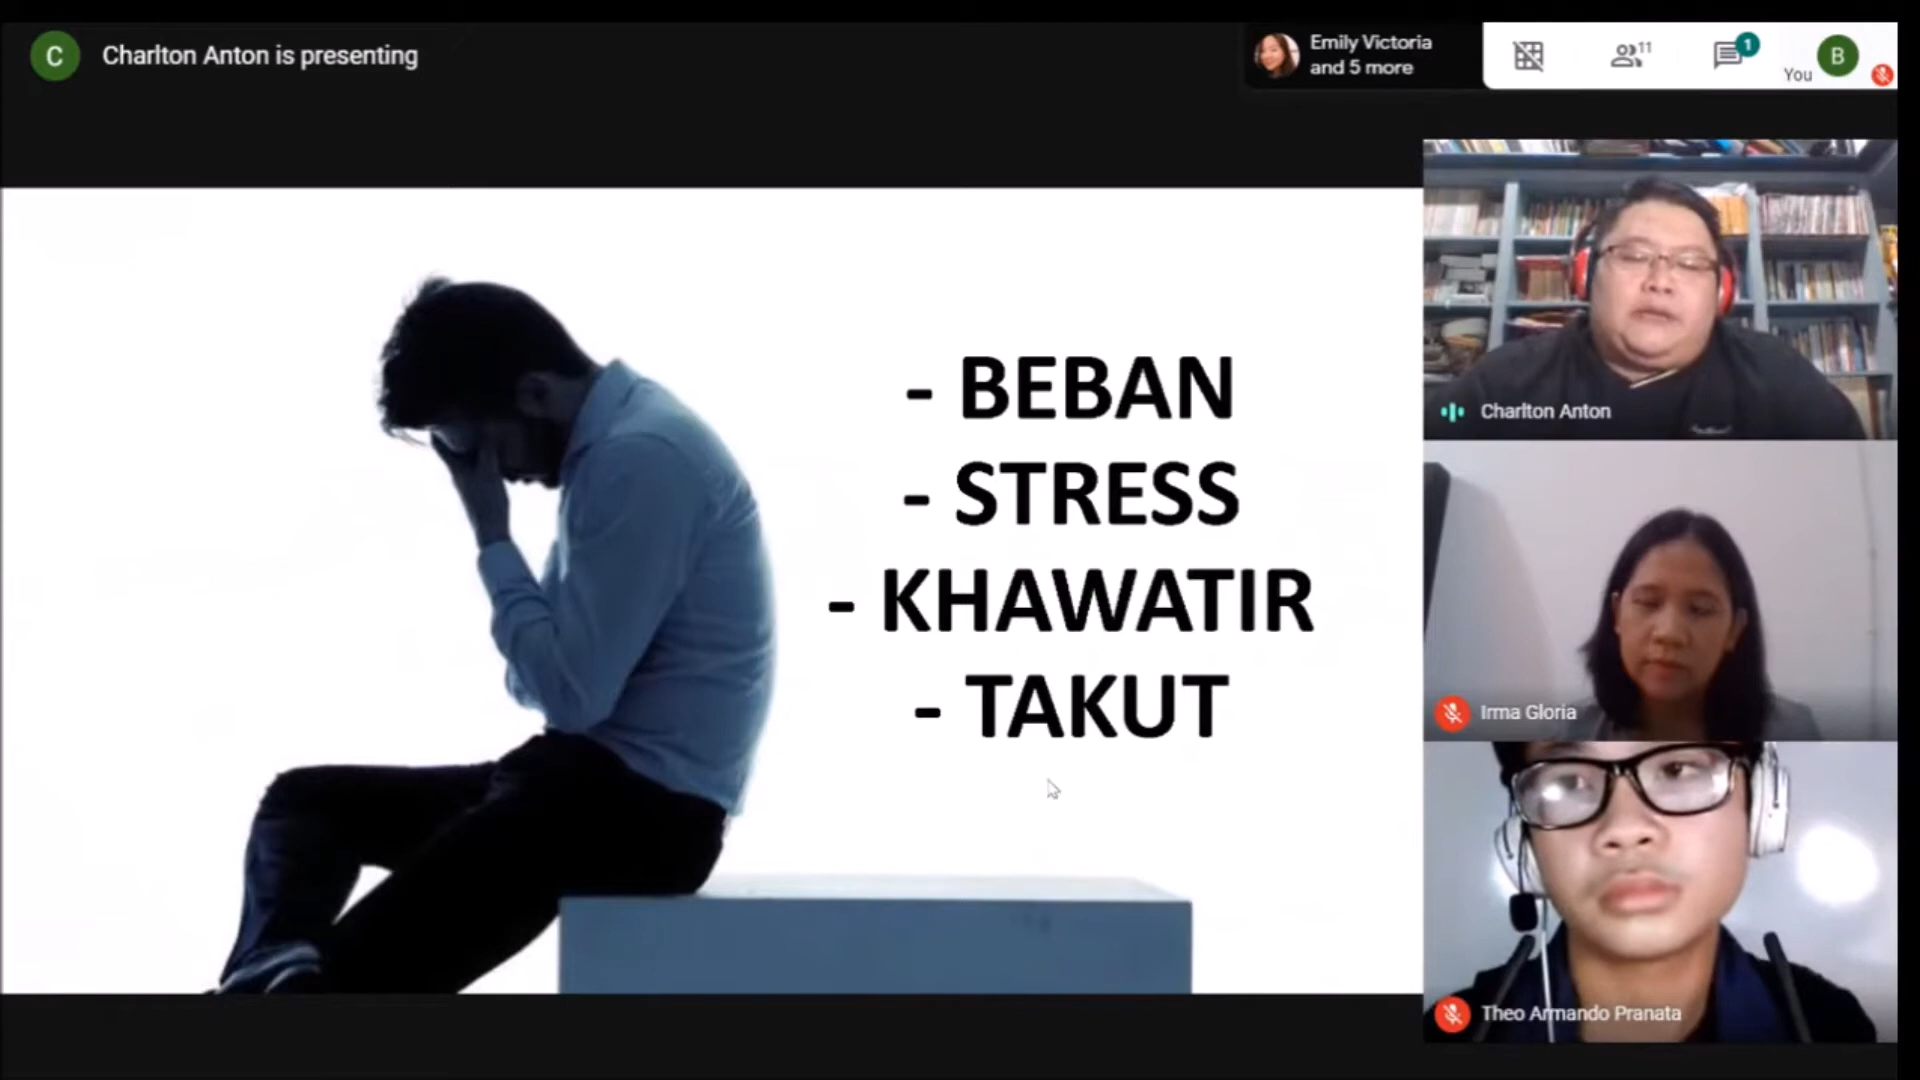 C
Charlton Anton is presenting
Emily Victoria
and 5 more
11
1
You
B
- BEBAN
- STRESS
- KHAWATIR
- TAKUT
Charlton Anton
Irma Gloria
Theo Armando Pranata